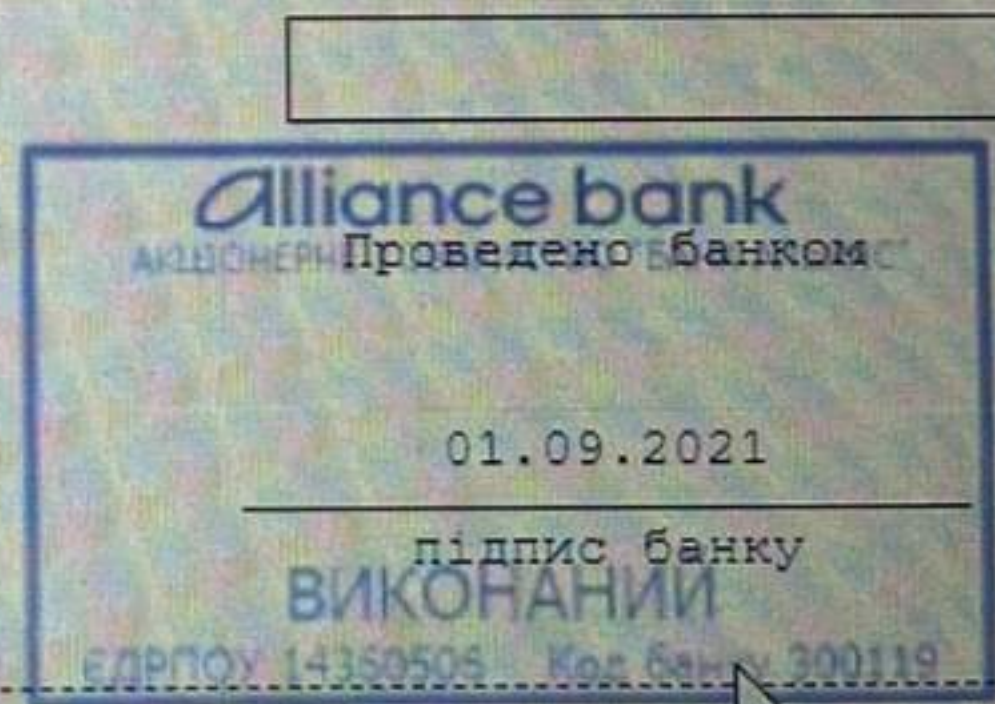 Alliance bank
Проведено банком
01.09.2021
підпис банку
ВИКОНАНИЙ
ЄДРПОУ 14360506 Код банку 300119